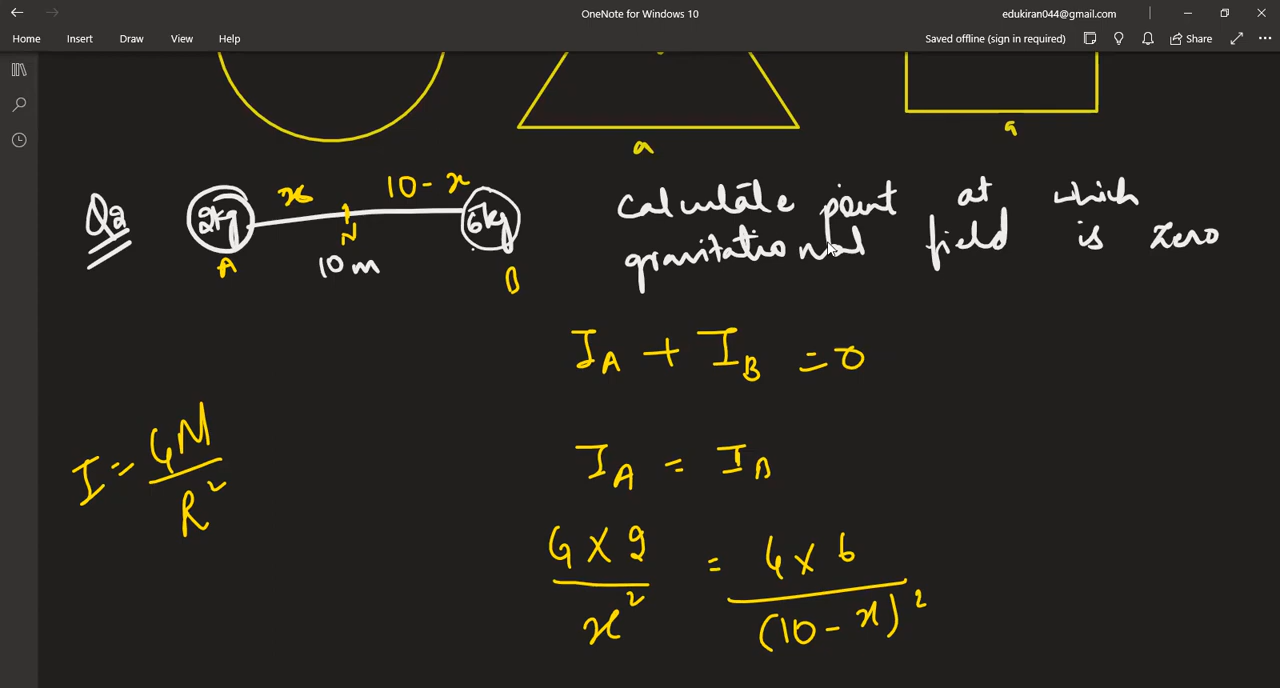 OneNote for Windows 10
edukiran044@gmail.com
Home Insert Draw View Help
Saved offline (sign in required)
Share
a
a
Q2
2kg
x
10 - x
6kg
N
A
10 m
B
Calculate point at which
gravitational field is zero
I_A + I_B = 0
I = GM / R²
I_A = I_B
G × 2 / x² = G × 6 / (10 - x)²